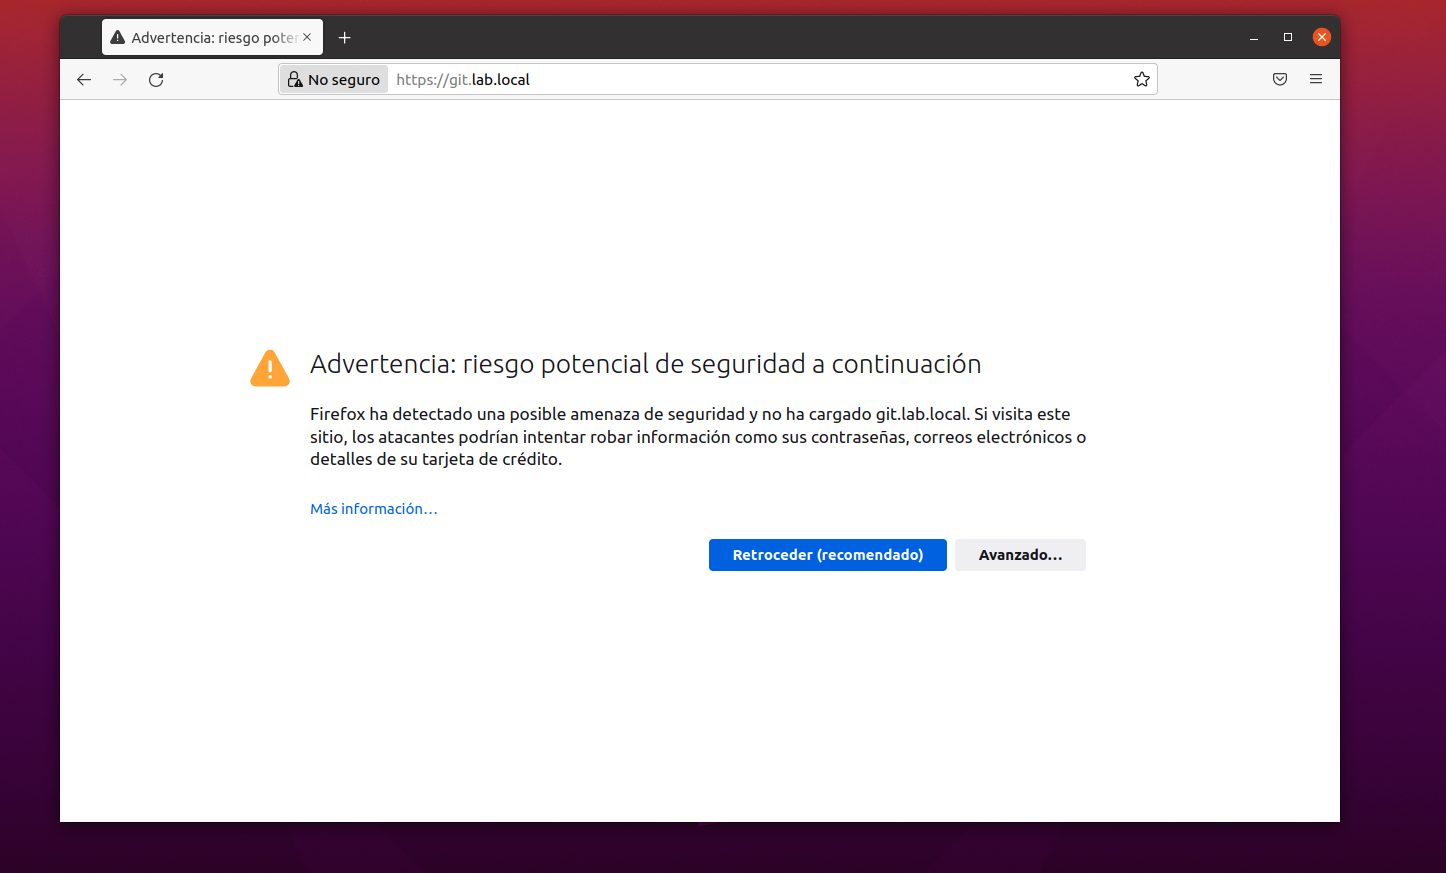 Advertencia: riesgo poter
No seguro https://git.lab.local
Advertencia: riesgo potencial de seguridad a continuación
Firefox ha detectado una posible amenaza de seguridad y no ha cargado git.lab.local. Si visita este
sitio, los atacantes podrían intentar robar información como sus contraseñas, correos electrónicos o
detalles de su tarjeta de crédito.
Más información…
Retroceder (recomendado) Avanzado…